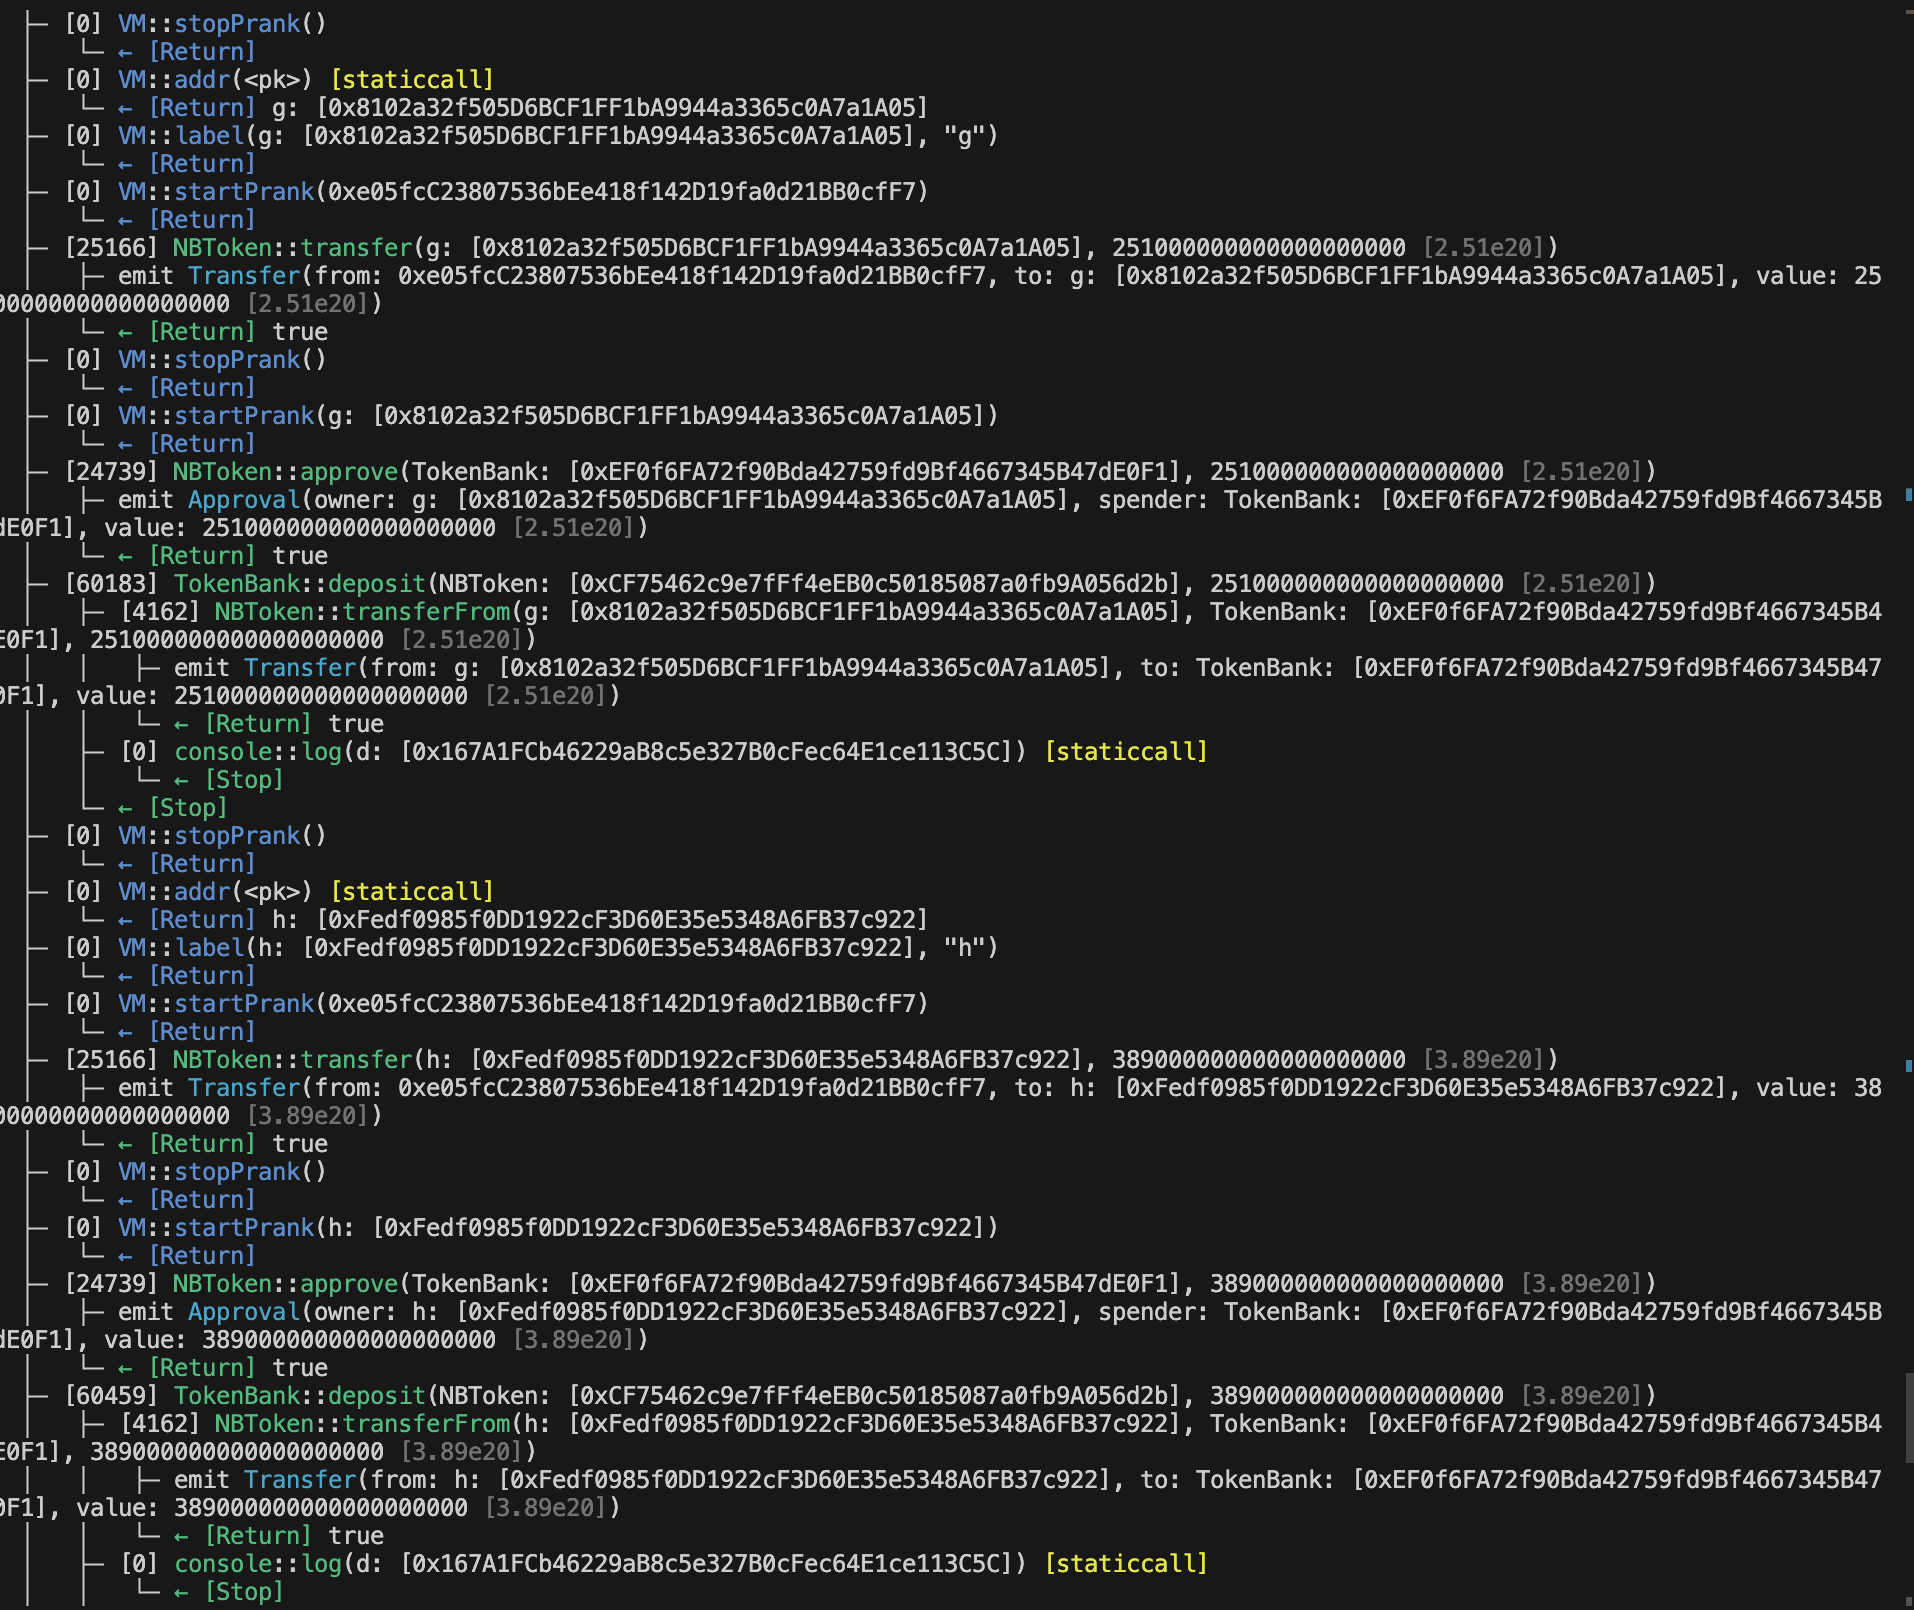 ├─ [0] VM::stopPrank()
│   └─ ← [Return]
├─ [0] VM::addr(<pk>) [staticcall]
│   └─ ← [Return] g: [0x8102a32f505D6BCF1FF1bA9944a3365c0A7a1A05]
├─ [0] VM::label(g: [0x8102a32f505D6BCF1FF1bA9944a3365c0A7a1A05], "g")
│   └─ ← [Return]
├─ [0] VM::startPrank(0xe05fcC23807536bEe418f142D19fa0d21BB0cfF7)
│   └─ ← [Return]
├─ [25166] NBToken::transfer(g: [0x8102a32f505D6BCF1FF1bA9944a3365c0A7a1A05], 251000000000000000000 [2.51e20])
│   ├─ emit Transfer(from: 0xe05fcC23807536bEe418f142D19fa0d21BB0cfF7, to: g: [0x8102a32f505D6BCF1FF1bA9944a3365c0A7a1A05], value: 25
00000000000000000 [2.51e20])
│   └─ ← [Return] true
├─ [0] VM::stopPrank()
│   └─ ← [Return]
├─ [0] VM::startPrank(g: [0x8102a32f505D6BCF1FF1bA9944a3365c0A7a1A05])
│   └─ ← [Return]
├─ [24739] NBToken::approve(TokenBank: [0xEF0f6FA72f90Bda42759fd9Bf4667345B47dE0F1], 251000000000000000000 [2.51e20])
│   ├─ emit Approval(owner: g: [0x8102a32f505D6BCF1FF1bA9944a3365c0A7a1A05], spender: TokenBank: [0xEF0f6FA72f90Bda42759fd9Bf4667345B
dE0F1], value: 251000000000000000000 [2.51e20])
│   └─ ← [Return] true
├─ [60183] TokenBank::deposit(NBToken: [0xCF75462c9e7fFf4eEB0c50185087a0fb9A056d2b], 251000000000000000000 [2.51e20])
│   ├─ [4162] NBToken::transferFrom(g: [0x8102a32f505D6BCF1FF1bA9944a3365c0A7a1A05], TokenBank: [0xEF0f6FA72f90Bda42759fd9Bf4667345B4
E0F1], 251000000000000000000 [2.51e20])
│   │   ├─ emit Transfer(from: g: [0x8102a32f505D6BCF1FF1bA9944a3365c0A7a1A05], to: TokenBank: [0xEF0f6FA72f90Bda42759fd9Bf4667345B47
0F1], value: 251000000000000000000 [2.51e20])
│   │   └─ ← [Return] true
│   ├─ [0] console::log(d: [0x167A1FCb46229aB8c5e327B0cFec64E1ce113C5C]) [staticcall]
│   │   └─ ← [Stop]
│   └─ ← [Stop]
├─ [0] VM::stopPrank()
│   └─ ← [Return]
├─ [0] VM::addr(<pk>) [staticcall]
│   └─ ← [Return] h: [0xFedf0985f0DD1922cF3D60E35e5348A6FB37c922]
├─ [0] VM::label(h: [0xFedf0985f0DD1922cF3D60E35e5348A6FB37c922], "h")
│   └─ ← [Return]
├─ [0] VM::startPrank(0xe05fcC23807536bEe418f142D19fa0d21BB0cfF7)
│   └─ ← [Return]
├─ [25166] NBToken::transfer(h: [0xFedf0985f0DD1922cF3D60E35e5348A6FB37c922], 389000000000000000000 [3.89e20])
│   ├─ emit Transfer(from: 0xe05fcC23807536bEe418f142D19fa0d21BB0cfF7, to: h: [0xFedf0985f0DD1922cF3D60E35e5348A6FB37c922], value: 38
00000000000000000 [3.89e20])
│   └─ ← [Return] true
├─ [0] VM::stopPrank()
│   └─ ← [Return]
├─ [0] VM::startPrank(h: [0xFedf0985f0DD1922cF3D60E35e5348A6FB37c922])
│   └─ ← [Return]
├─ [24739] NBToken::approve(TokenBank: [0xEF0f6FA72f90Bda42759fd9Bf4667345B47dE0F1], 389000000000000000000 [3.89e20])
│   ├─ emit Approval(owner: h: [0xFedf0985f0DD1922cF3D60E35e5348A6FB37c922], spender: TokenBank: [0xEF0f6FA72f90Bda42759fd9Bf4667345B
dE0F1], value: 389000000000000000000 [3.89e20])
│   └─ ← [Return] true
├─ [60459] TokenBank::deposit(NBToken: [0xCF75462c9e7fFf4eEB0c50185087a0fb9A056d2b], 389000000000000000000 [3.89e20])
│   ├─ [4162] NBToken::transferFrom(h: [0xFedf0985f0DD1922cF3D60E35e5348A6FB37c922], TokenBank: [0xEF0f6FA72f90Bda42759fd9Bf4667345B4
E0F1], 389000000000000000000 [3.89e20])
│   │   ├─ emit Transfer(from: h: [0xFedf0985f0DD1922cF3D60E35e5348A6FB37c922], to: TokenBank: [0xEF0f6FA72f90Bda42759fd9Bf4667345B47
0F1], value: 389000000000000000000 [3.89e20])
│   │   └─ ← [Return] true
│   ├─ [0] console::log(d: [0x167A1FCb46229aB8c5e327B0cFec64E1ce113C5C]) [staticcall]
│   │   └─ ← [Stop]